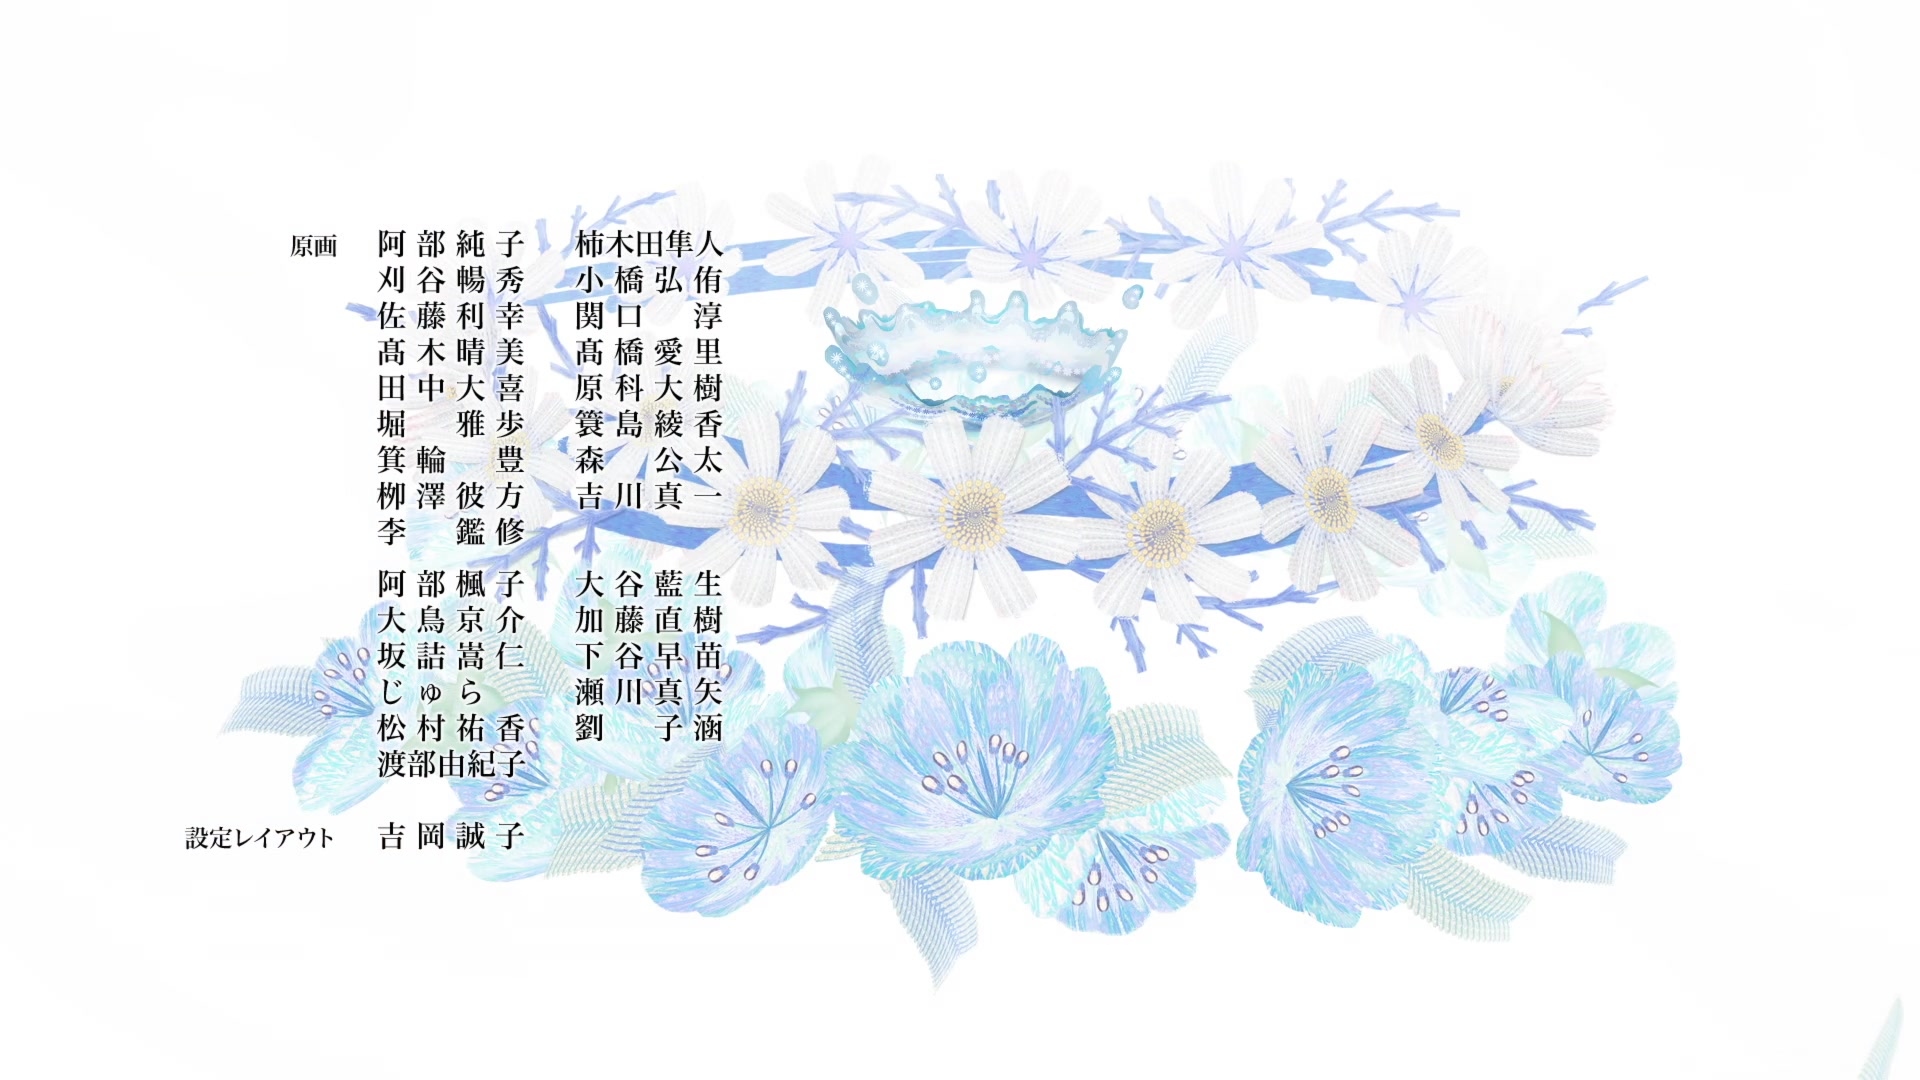 原画 阿部純子 柿木田隼人
刈谷暢秀 小橋弘侑
佐藤利幸 関口 淳
髙木晴美 髙橋愛里
田中大喜 原科大樹
堀 雅歩 簑島綾香
箕輪 豊 森 公太
栁澤彼方 吉川真一
李 鑑修
阿部楓子 大谷藍生
大鳥京介 加藤直樹
坂詰嵩仁 下谷早苗
じゅら 瀬川真矢
松村祐香 劉 子涵
渡部由紀子
設定レイアウト 吉岡誠子